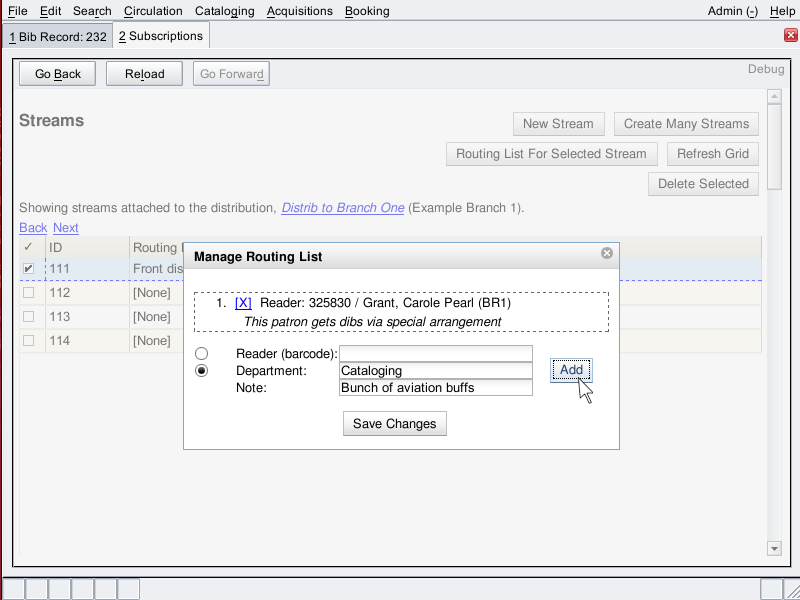 File Edit Search Circulation Cataloging Acquisitions Booking Admin (-) Help
1 Bib Record: 232 2 Subscriptions
Go Back Reload Go Forward Debug
Streams
New Stream Create Many Streams
Routing List For Selected Stream Refresh Grid
Delete Selected
Showing streams attached to the distribution, Distrib to Branch One (Example Branch 1).
Back Next
✓ ID Routing
111 Front dis
112 [None]
113 [None]
114 [None]
Manage Routing List
1. [X] Reader: 325830 / Grant, Carole Pearl (BR1)
This patron gets dibs via special arrangement
Reader (barcode):
Department: Cataloging
Add
Note: Bunch of aviation buffs
Save Changes